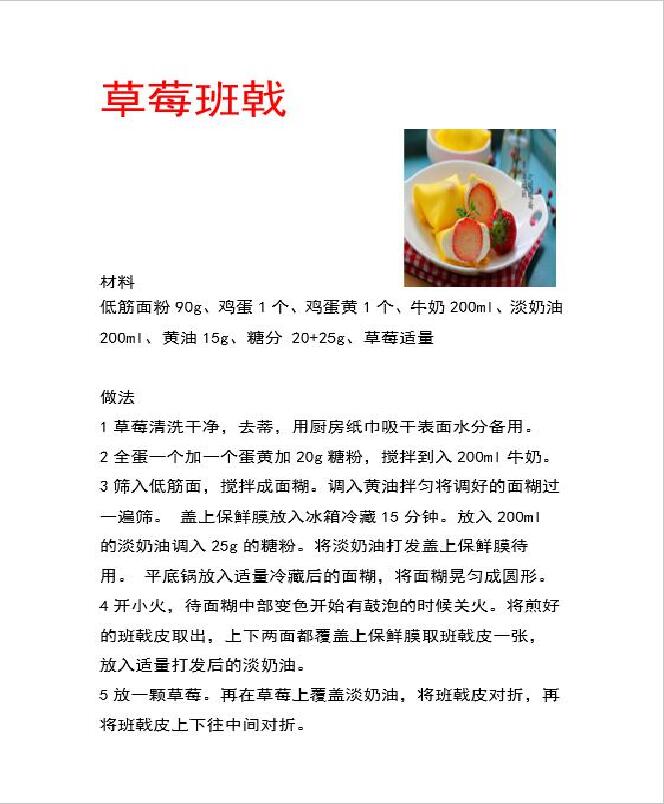 草莓班戟
材料
低筋面粉 90g、鸡蛋 1 个、鸡蛋黄 1 个、牛奶 200ml、淡奶油
200ml、黄油 15g、糖分 20+25g、草莓适量
做法
1 草莓清洗干净，去蒂，用厨房纸巾吸干表面水分备用。
2 全蛋一个加一个蛋黄加 20g 糖粉，搅拌到入 200ml 牛奶。
3 筛入低筋面，搅拌成面糊。调入黄油拌匀将调好的面糊过
一遍筛。 盖上保鲜膜放入冰箱冷藏 15 分钟。放入 200ml
的淡奶油调入 25g 的糖粉。将淡奶油打发盖上保鲜膜待
用。 平底锅放入适量冷藏后的面糊，将面糊晃匀成圆形。
4 开小火，待面糊中部变色开始有鼓泡的时候关火。将煎好
的班戟皮取出，上下两面都覆盖上保鲜膜取班戟皮一张，
放入适量打发后的淡奶油。
5 放一颗草莓。再在草莓上覆盖淡奶油，将班戟皮对折，再
将班戟皮上下往中间对折。